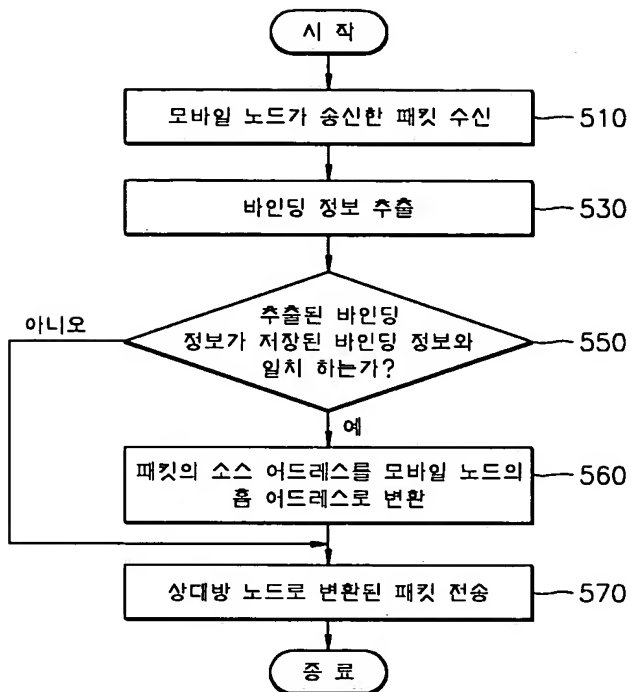 시 작
모바일 노드가 송신한 패킷 수신
510
바인딩 정보 추출
530
추출된 바인딩
정보가 저장된 바인딩 정보와
일치 하는가?
550
아니오
예
패킷의 소스 어드레스를 모바일 노드의
홈 어드레스로 변환
560
상대방 노드로 변환된 패킷 전송
570
종 료